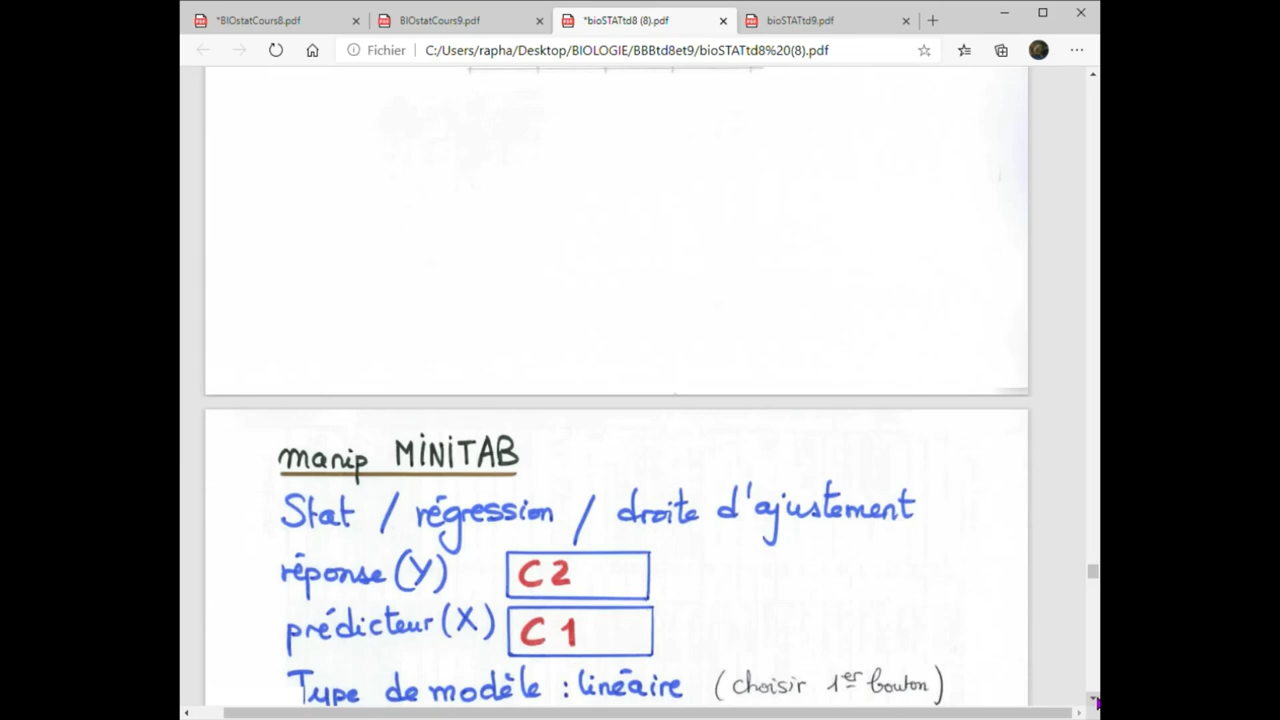 *BIOstatCours8.pdf
BIOstatCours9.pdf
*bioSTATtd8 (8).pdf
bioSTATtd9.pdf
Fichier
C:/Users/rapha/Desktop/BIOLOGIE/BBBtd8et9/bioSTATtd8%20(8).pdf
manip MINITAB
Stat / régression / droite d'ajustement
réponse (Y) C2
prédicteur (X) C1
Type de modèle : linéaire (choisir 1er bouton)